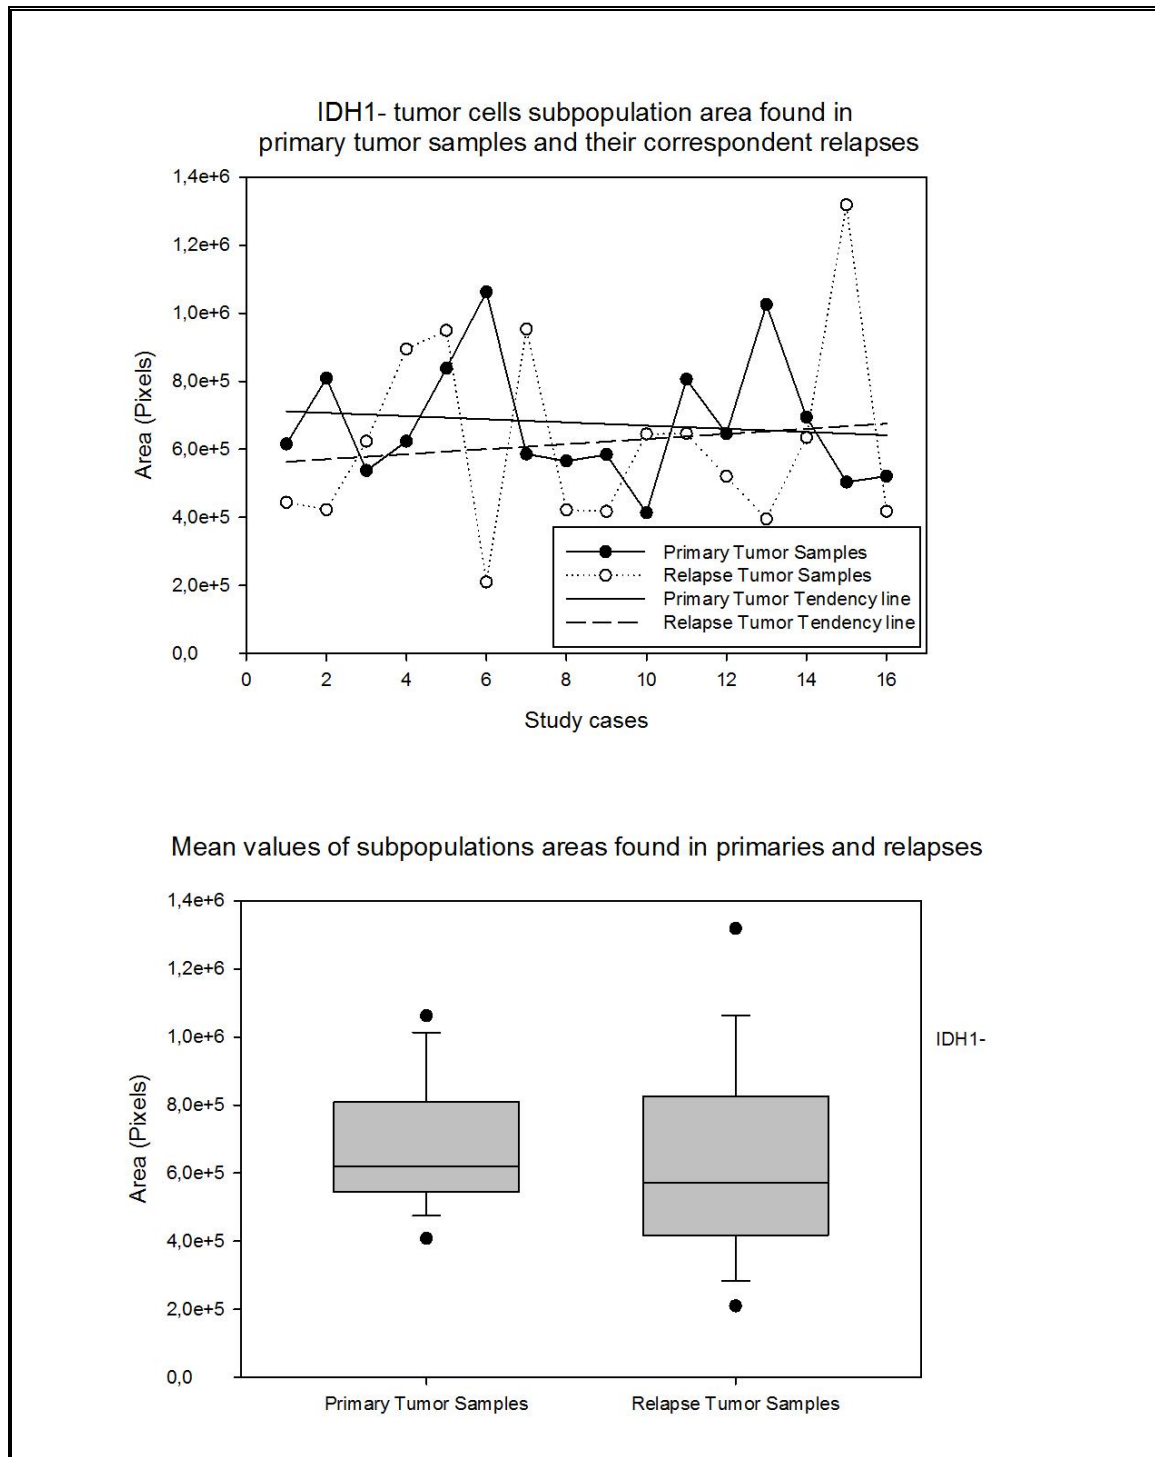 IDH1- tumor cells subpopulation area found in
primary tumor samples and their correspondent relapses
1,4e+6
1,2e+6
1,0e+6
8,0e+5
6,0e+5
4,0e+5
2,0e+5
0,0
Area (Pixels)
Primary Tumor Samples
Relapse Tumor Samples
Primary Tumor Tendency line
Relapse Tumor Tendency line
0 2 4 6 8 10 12 14 16
Study cases
Mean values of subpopulations areas found in primaries and relapses
1,4e+6
1,2e+6
1,0e+6
8,0e+5
6,0e+5
4,0e+5
2,0e+5
0,0
Area (Pixels)
IDH1-
Primary Tumor Samples Relapse Tumor Samples